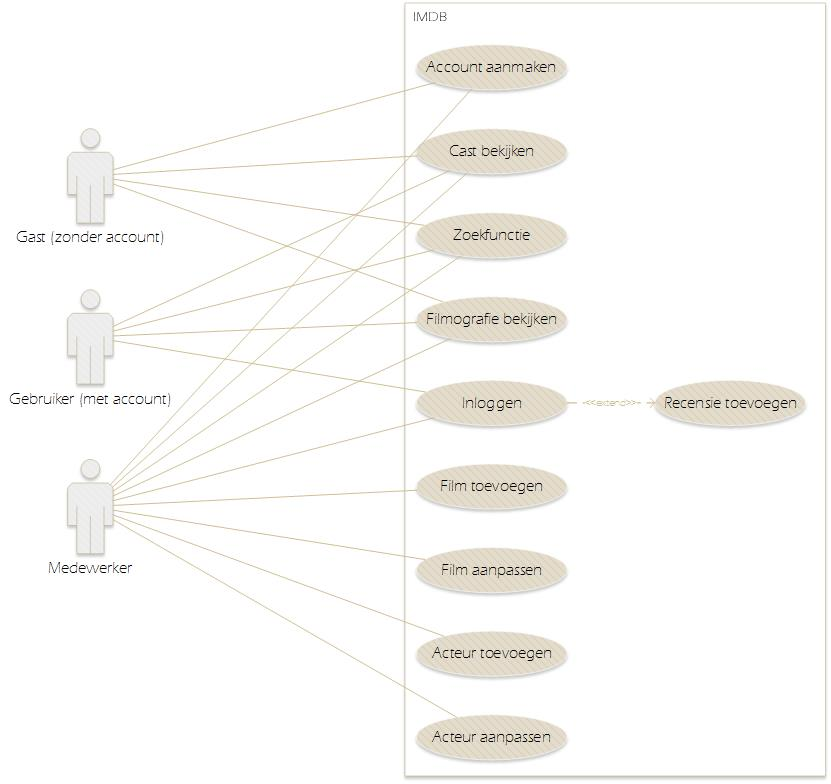 IMDB
Account aanmaken
Cast bekijken
Gast (zonder account)
Zoekfunctie
Filmografie bekijken
Gebruiker (met account)
Inloggen
<<extend>>
Recensie toevoegen
Film toevoegen
Medewerker
Film aanpassen
Acteur toevoegen
Acteur aanpassen